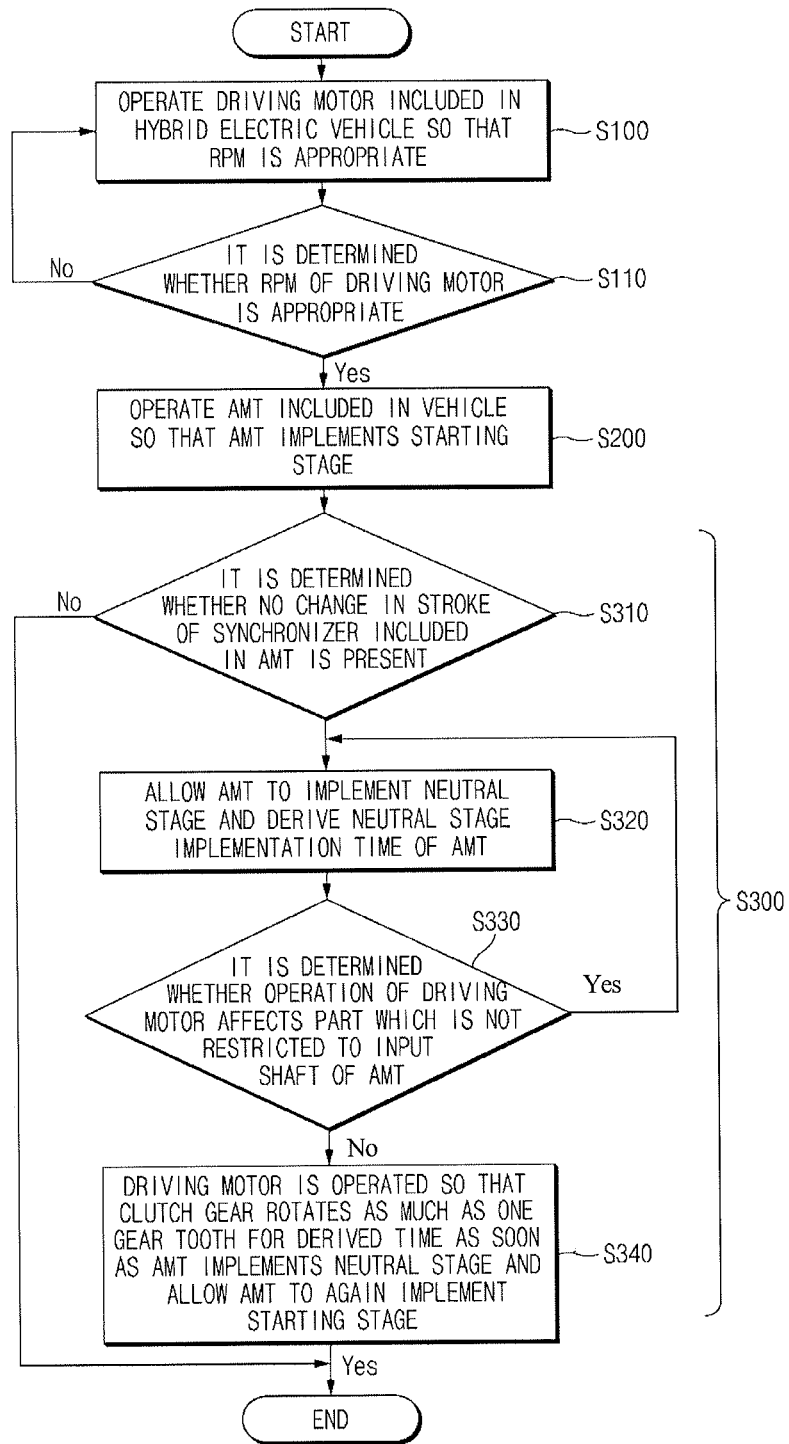 START
OPERATE DRIVING MOTOR INCLUDED IN
HYBRID ELECTRIC VEHICLE SO THAT
RPM IS APPROPRIATE
S100
IT IS DETERMINED
WHETHER RPM OF DRIVING MOTOR
IS APPROPRIATE
S110
No
Yes
OPERATE AMT INCLUDED IN VEHICLE
SO THAT AMT IMPLEMENTS STARTING
STAGE
S200
IT IS DETERMINED
WHETHER NO CHANGE IN STROKE
OF SYNCHRONIZER INCLUDED
IN AMT IS PRESENT
No
S310
ALLOW AMT TO IMPLEMENT NEUTRAL
STAGE AND DERIVE NEUTRAL STAGE
IMPLEMENTATION TIME OF AMT
S320
S300
S330
IT IS DETERMINED
WHETHER OPERATION OF DRIVING
MOTOR AFFECTS PART WHICH IS NOT
RESTRICTED TO INPUT
SHAFT OF AMT
Yes
No
DRIVING MOTOR IS OPERATED SO THAT
CLUTCH GEAR ROTATES AS MUCH AS ONE
GEAR TOOTH FOR DERIVED TIME AS SOON
AS AMT IMPLEMENTS NEUTRAL STAGE AND
ALLOW AMT TO AGAIN IMPLEMENT
STARTING STAGE
S340
Yes
END